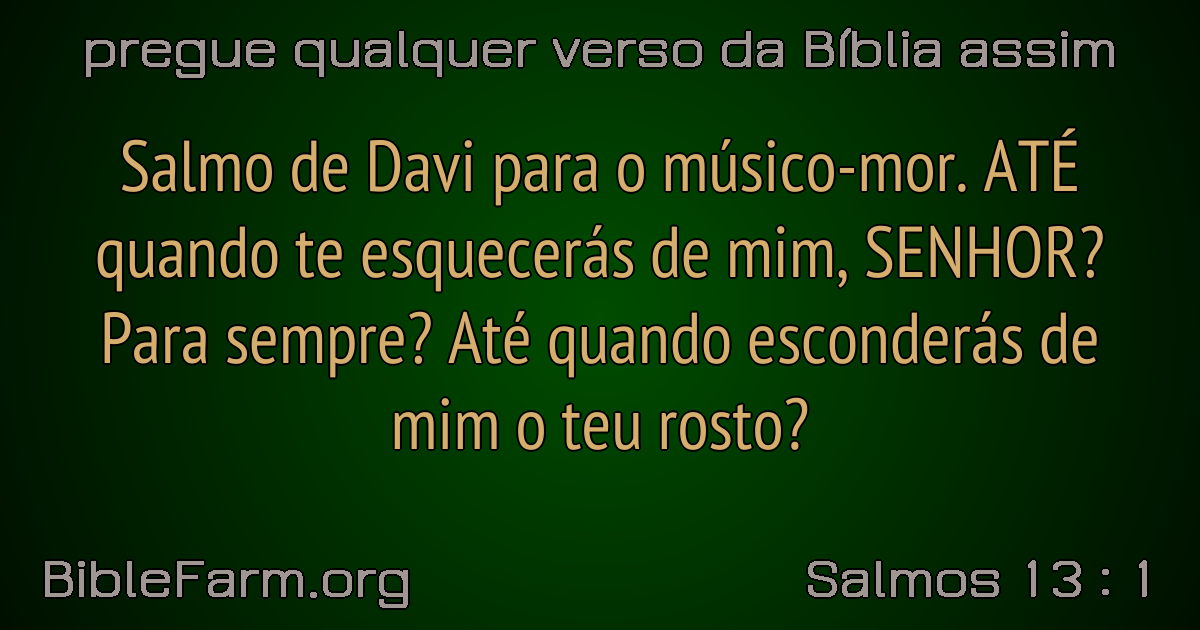 pregue qualquer verso da Bíblia assim
Salmo de Davi para o músico-mor. ATÉ
quando te esquecerás de mim, SENHOR?
Para sempre? Até quando esconderás de
mim o teu rosto?
BibleFarm.org
Salmos 13 : 1